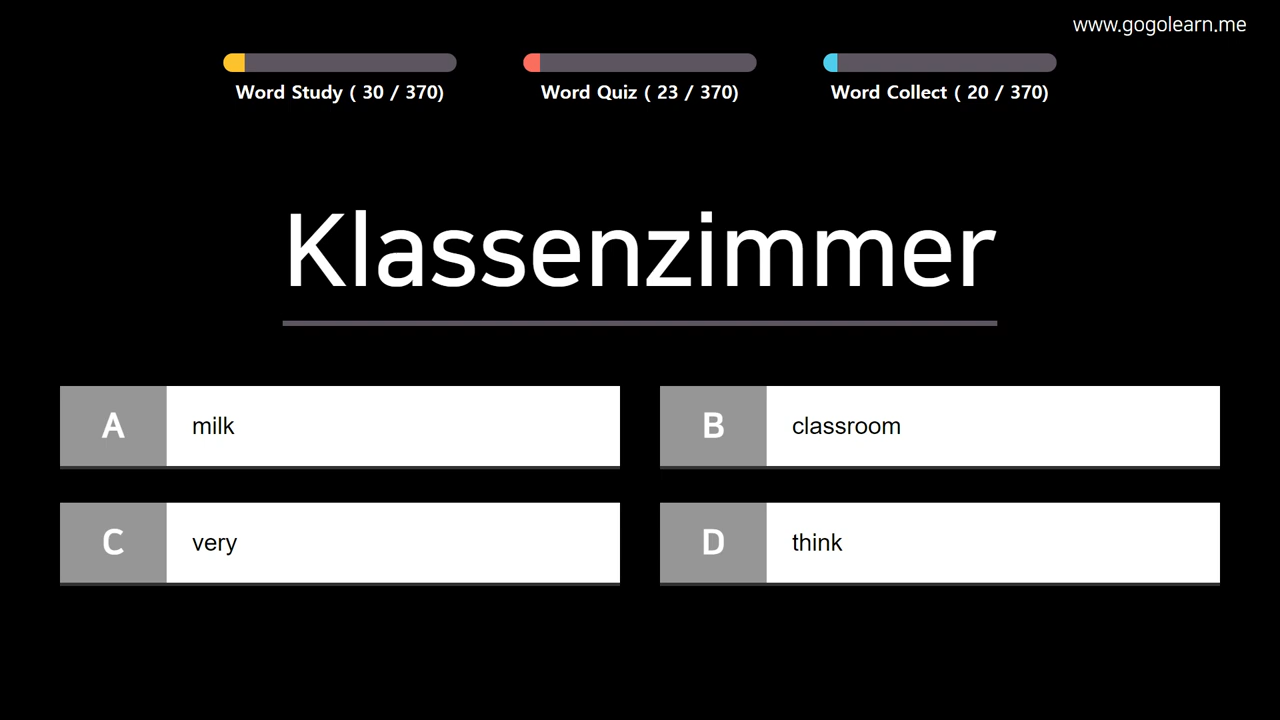 www.gogolearn.me
Word Study ( 30 / 370)
Word Quiz ( 23 / 370)
Word Collect ( 20 / 370)
Klassenzimmer
A milk
B classroom
C very
D think